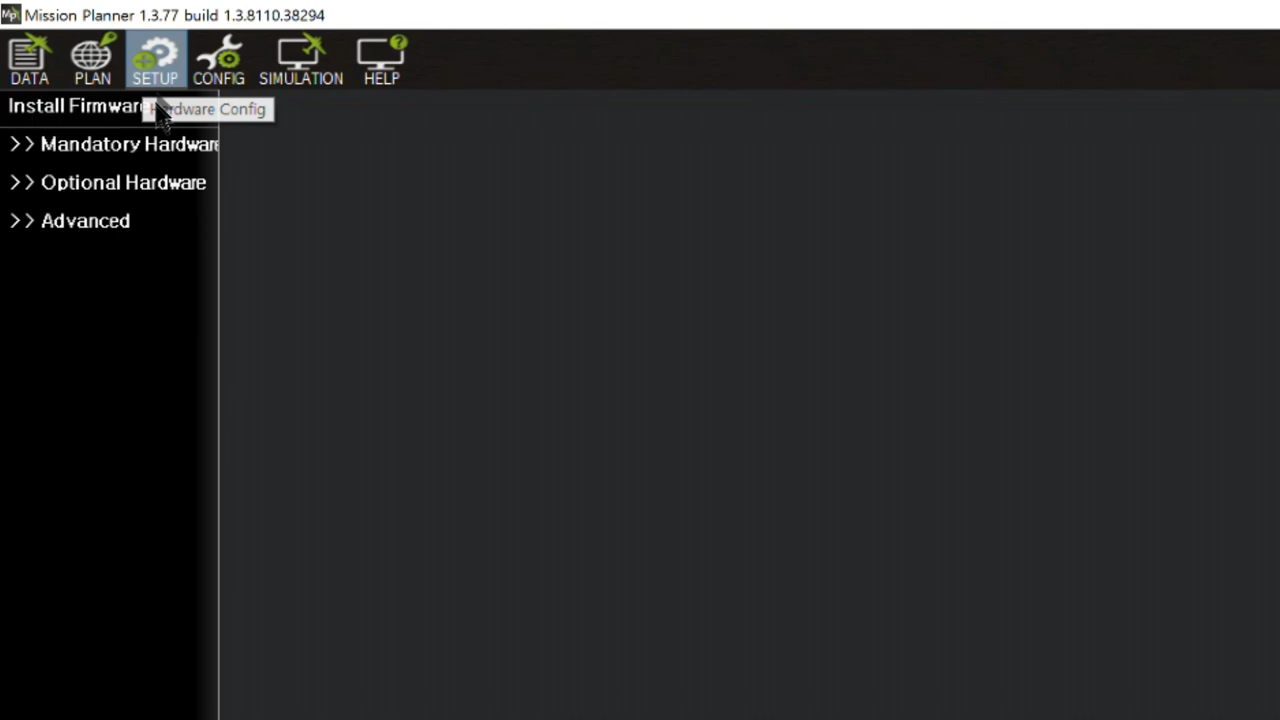 Mission Planner 1.3.77 build 1.3.8110.38294
DATA PLAN SETUP CONFIG SIMULATION HELP
Install Firmware
Hardware Config
>> Mandatory Hardware
>> Optional Hardware
>> Advanced